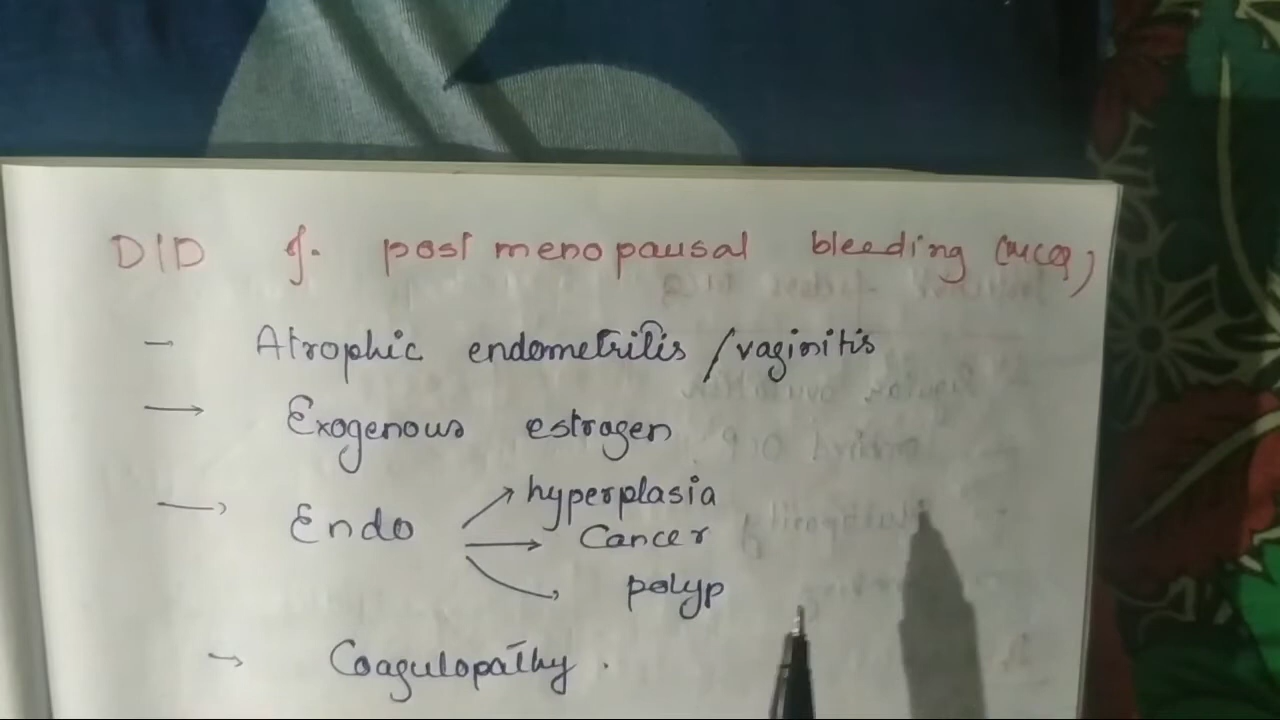 D/D of post menopausal bleeding (MCQ)
- Atrophic endometritis / vaginitis
→ Exogenous estrogen
→ Endo → hyperplasia
→ Cancer
→ polyp
→ Coagulopathy.